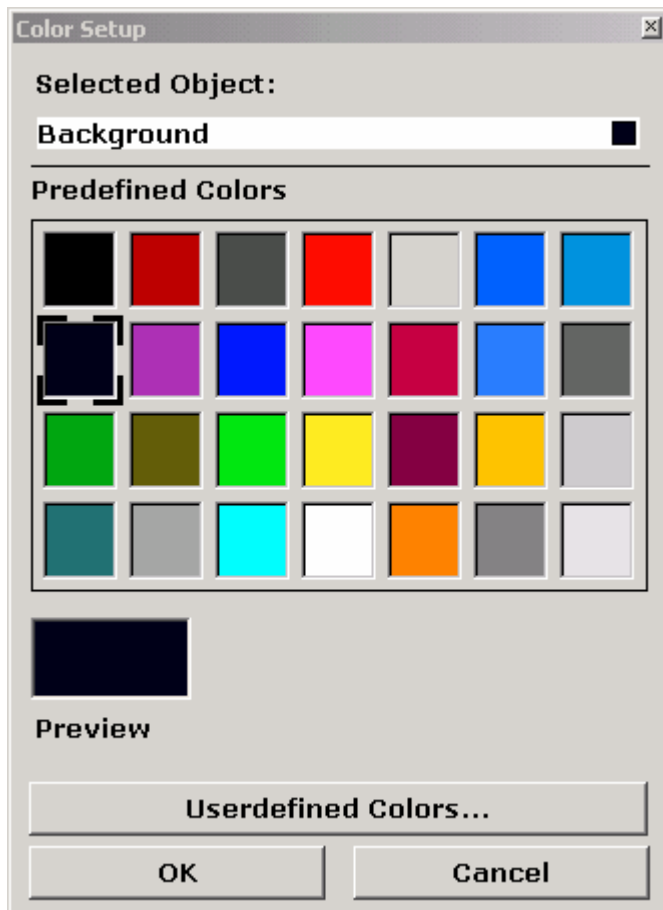 Color Setup
Selected Object:
Background
Predefined Colors
Preview
Userdefined Colors...
OK
Cancel